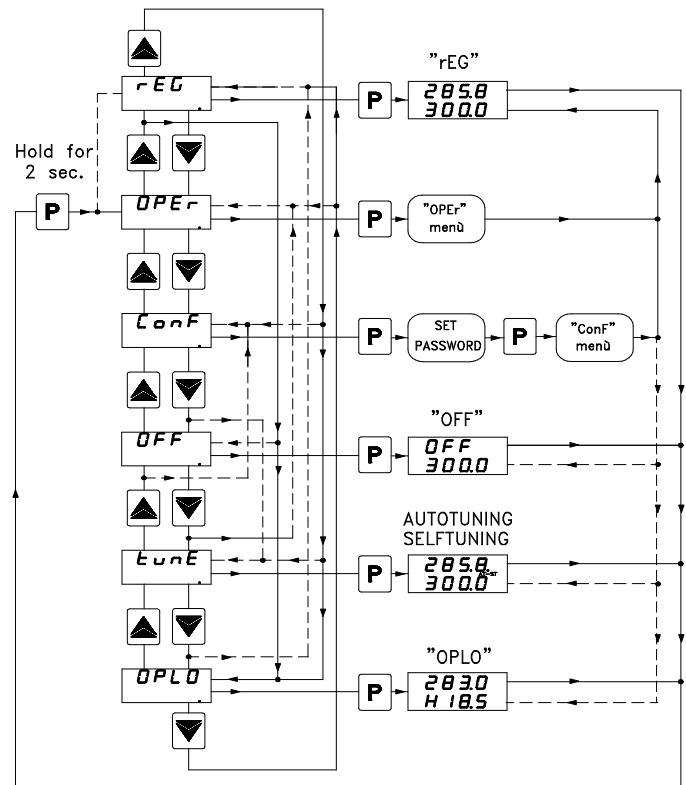 "rEG"
rEG
P
285.8
300.0
Hold for
2 sec.
P
OPEr
P
"OPEr"
menù
ConF
P
SET
PASSWORD
P
"ConF"
menù
"OFF"
OFF
P
OFF
300.0
AUTOTUNING
SELFTUNING
tunE
P
285.8
300.0
"OPLO"
OPLO
P
283.0
H 18.5